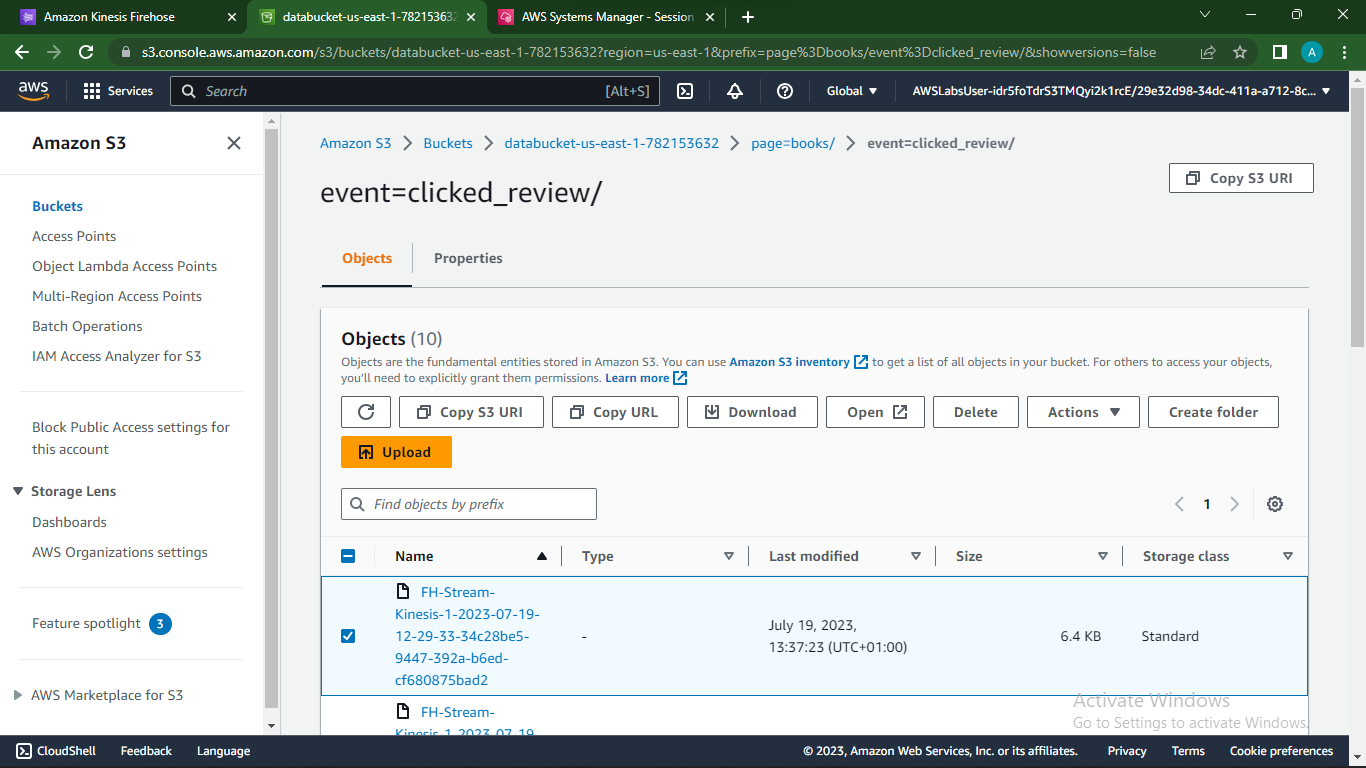 Amazon Kinesis Firehose
databucket-us-east-1-782153632
AWS Systems Manager - Session
s3.console.aws.amazon.com/s3/buckets/databucket-us-east-1-782153632?region=us-east-1&prefix=page%3Dbooks/event%3Dclicked_review/&showversions=false
A
aws
Services
Search
[Alt+S]
Global
AWSLabsUser-idr5foTdrS3TMQyi2k1rcE/29e32d98-34dc-411a-a712-8c...
Amazon S3
Buckets
Access Points
Object Lambda Access Points
Multi-Region Access Points
Batch Operations
IAM Access Analyzer for S3
Block Public Access settings for
this account
Storage Lens
Dashboards
AWS Organizations settings
Feature spotlight 3
AWS Marketplace for S3
Amazon S3 > Buckets > databucket-us-east-1-782153632 > page=books/ > event=clicked_review/
event=clicked_review/
Copy S3 URI
Objects
Properties
Objects (10)
Objects are the fundamental entities stored in Amazon S3. You can use Amazon S3 inventory to get a list of all objects in your bucket. For others to access your objects,
you'll need to explicitly grant them permissions. Learn more
Copy S3 URI
Copy URL
Download
Open
Delete
Actions
Create folder
Upload
Find objects by prefix
1
Name
Type
Last modified
Size
Storage class
FH-Stream-
Kinesis-1-2023-07-19-
12-29-33-34c28be5-
9447-392a-b6ed-
cf680875bad2
-
July 19, 2023,
13:37:23 (UTC+01:00)
6.4 KB
Standard
FH-Stream-
Kinesis-1-2023-07-19
Activate Windows
Go to Settings to activate Windows.
CloudShell
Feedback
Language
© 2023, Amazon Web Services, Inc. or its affiliates.
Privacy
Terms
Cookie preferences